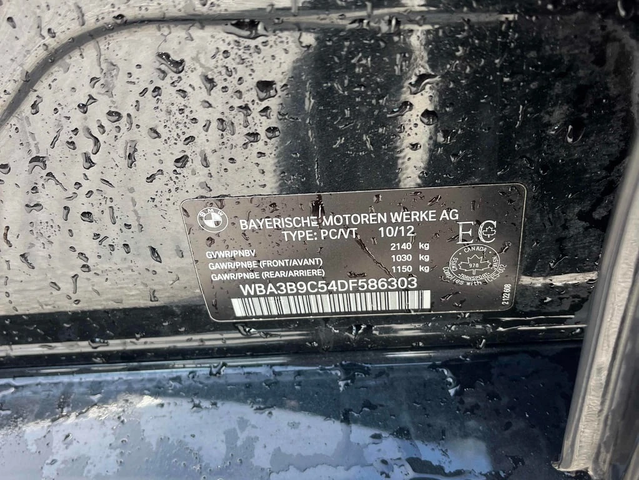 BMW
BAYERISCHE MOTOREN WERKE AG
TYPE: PC/VT 10/12
EC
GVWR/PNBV 2140 kg
GAWR/PNBE (FRONT/AVANT) 1030 kg
GAWR/PNBE (REAR/ARRIERE) 1150 kg
CANADA
WBA3B9C54DF586303